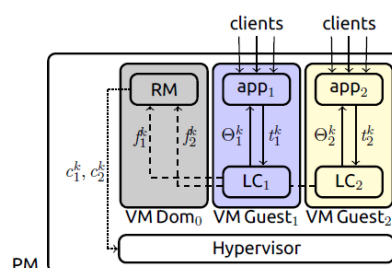 clients clients
RM app₁ app₂
f₁ᵏ f₂ᵏ Θ₁ᵏ t₁ᵏ Θ₂ᵏ t₂ᵏ
c₁ᵏ, c₂ᵏ
LC₁ LC₂
VM Dom₀ VM Guest₁ VM Guest₂
Hypervisor
PM